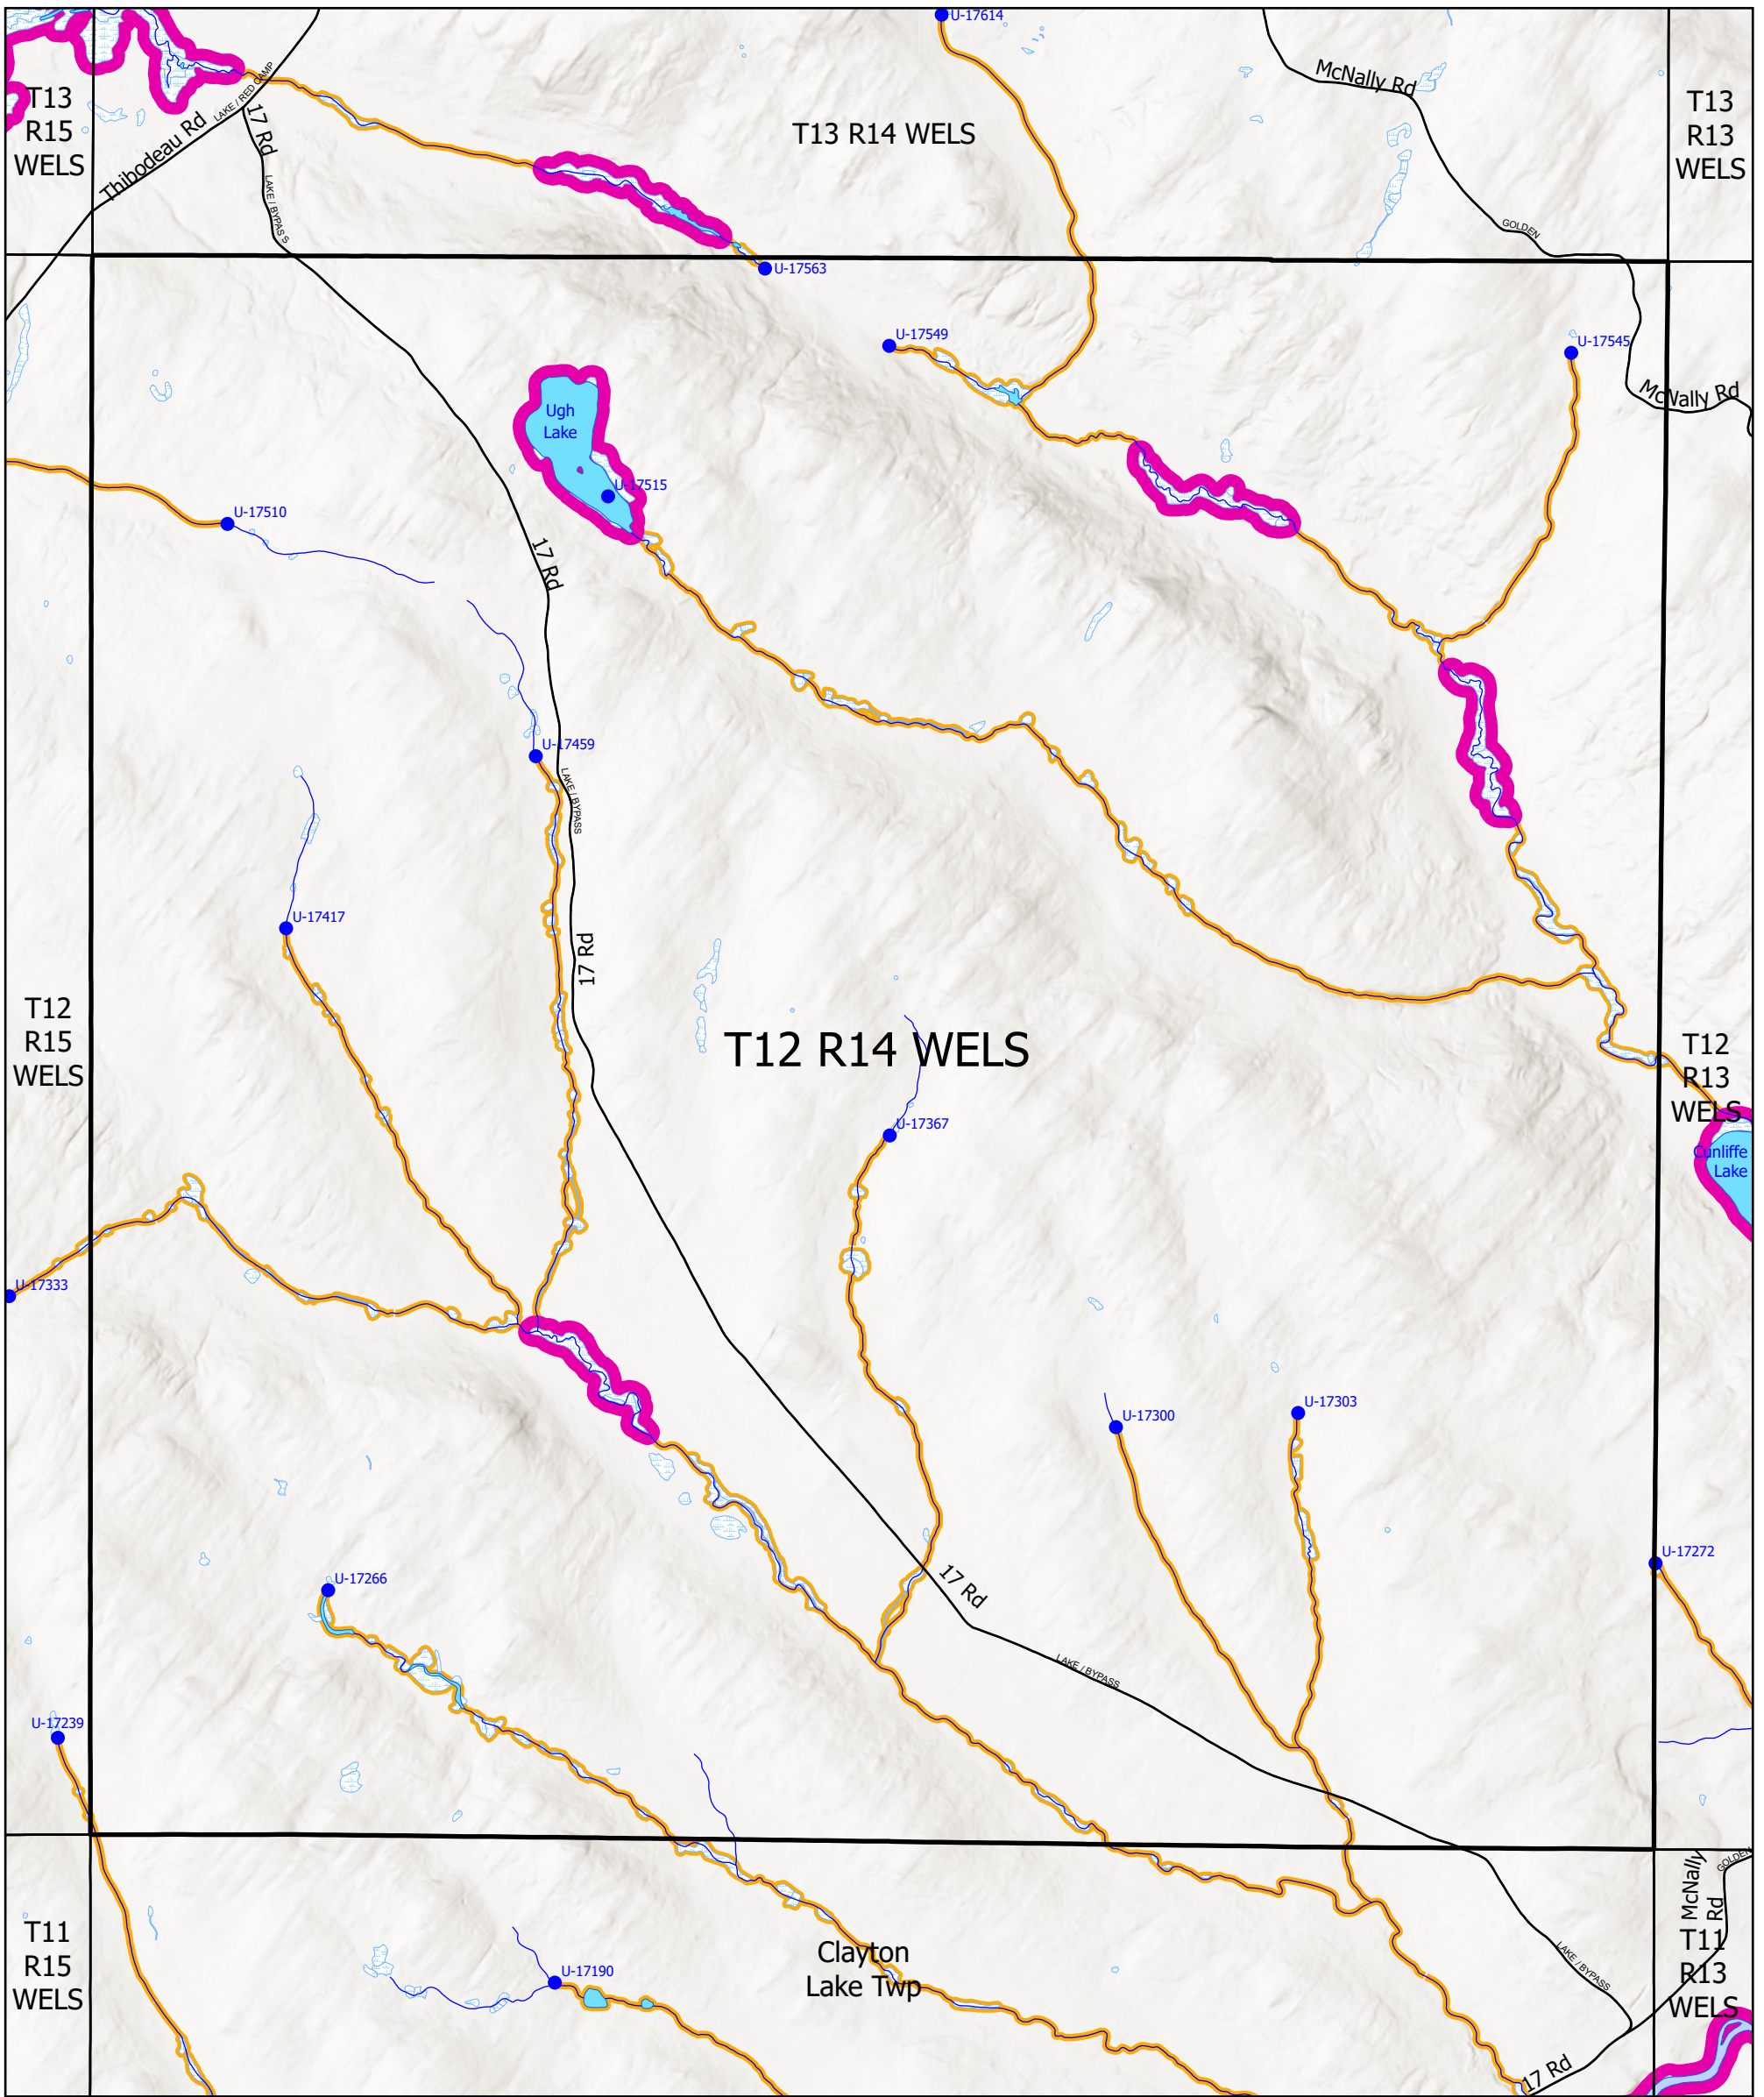 U-17614
McNally Rd
T13
R15
WELS
LAKE / RED CAMP
Thibodeau Rd
17 Rd
T13 R14 WELS
T13
R13
WELS
LAKE / BYPASS
GOLDEN
U-17563
U-17549
U-17545
McNally Rd
Ugh
Lake
U-17515
U-17510
17 Rd
U-17459
LAKE / BYPASS
U-17417
17 Rd
T12
R15
WELS
T12 R14 WELS
T12
R13
WELS
U-17367
Cunliffe
Lake
U-17333
U-17303
U-17300
U-17272
U-17266
17 Rd
LAKE / BYPASS
U-17239
McNally
Rd
GOLDEN
T11
R15
WELS
Clayton
Lake Twp
T11
R13
WELS
LAKE / BYPASS
U-17190
17 Rd